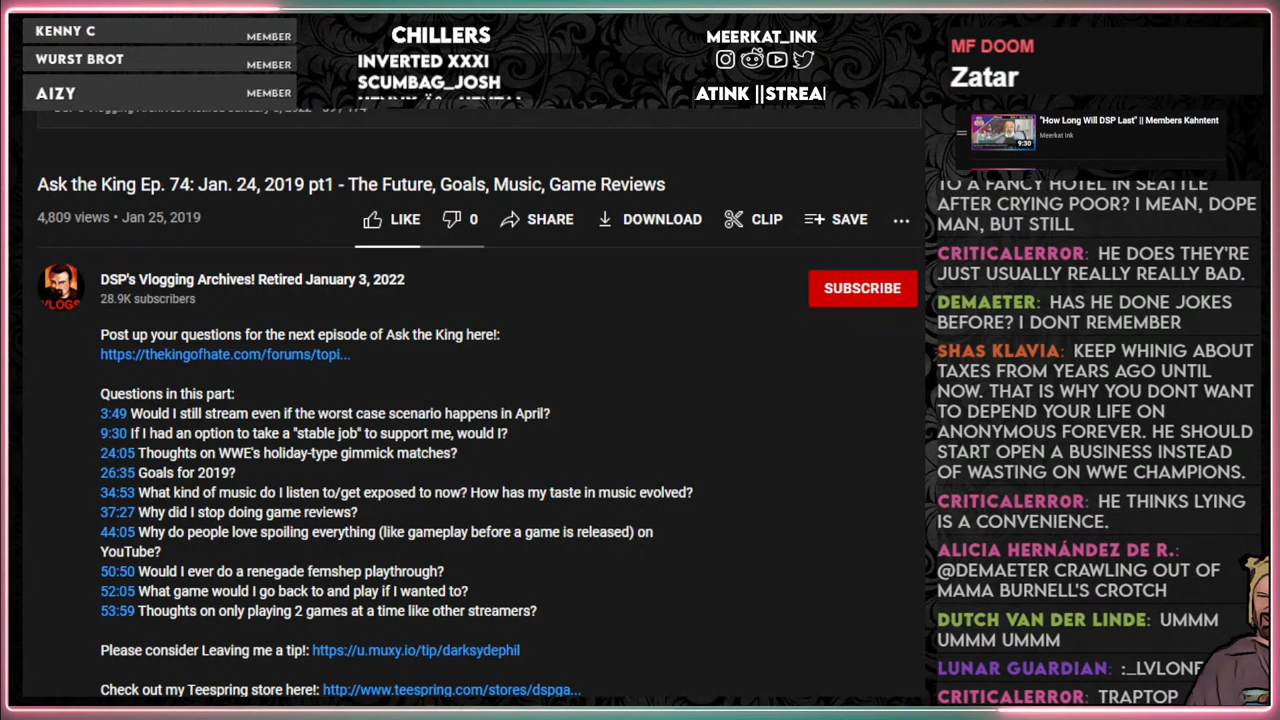 KENNY C
MEMBER
WURST BROT
MEMBER
AIZY
MEMBER
CHILLERS
INVERTED XXXI
SCUMBAG_JOSH
MEERKAT_INK
ATINK ||STREA
MF DOOM
Zatar
"How Long Will DSP Last" || Members Kahntent
Meerkat Ink
9:30
Ask the King Ep. 74: Jan. 24, 2019 pt1 - The Future, Goals, Music, Game Reviews
4,809 views • Jan 25, 2019
LIKE
0
SHARE
DOWNLOAD
CLIP
SAVE
VLOGS
DSP's Vlogging Archives! Retired January 3, 2022
28.9K subscribers
SUBSCRIBE
Post up your questions for the next episode of Ask the King here!:
https://thekingofhate.com/forums/topi...
Questions in this part:
3:49 Would I still stream even if the worst case scenario happens in April?
9:30 If I had an option to take a "stable job" to support me, would I?
24:05 Thoughts on WWE's holiday-type gimmick matches?
26:35 Goals for 2019?
34:53 What kind of music do I listen to/get exposed to now? How has my taste in music evolved?
37:27 Why did I stop doing game reviews?
44:05 Why do people love spoiling everything (like gameplay before a game is released) on
YouTube?
50:50 Would I ever do a renegade femshep playthrough?
52:05 What game would I go back to and play if I wanted to?
53:59 Thoughts on only playing 2 games at a time like other streamers?
Please consider Leaving me a tip!: https://u.muxy.io/tip/darksydephil
Check out my Teespring store here!: http://www.teespring.com/stores/dspga...
TO A FANCY HOTEL IN SEATTLE
AFTER CRYING POOR? I MEAN, DOPE
MAN, BUT STILL
CRITICALERROR: HE DOES THEY'RE
JUST USUALLY REALLY REALLY BAD.
DEMAETER: HAS HE DONE JOKES
BEFORE? I DONT REMEMBER
SHAS KLAVIA: KEEP WHINIG ABOUT
TAXES FROM YEARS AGO UNTIL
NOW. THAT IS WHY YOU DONT WANT
TO DEPEND YOUR LIFE ON
ANONYMOUS FOREVER. HE SHOULD
START OPEN A BUSINESS INSTEAD
OF WASTING ON WWE CHAMPIONS.
CRITICALERROR: HE THINKS LYING
IS A CONVENIENCE.
ALICIA HERNÁNDEZ DE R.:
@DEMAETER CRAWLING OUT OF
MAMA BURNELL'S CROTCH
DUTCH VAN DER LINDE: UMMM
UMMM UMMM
LUNAR GUARDIAN: :_LVLONE
CRITICALERROR: TRAPTOP